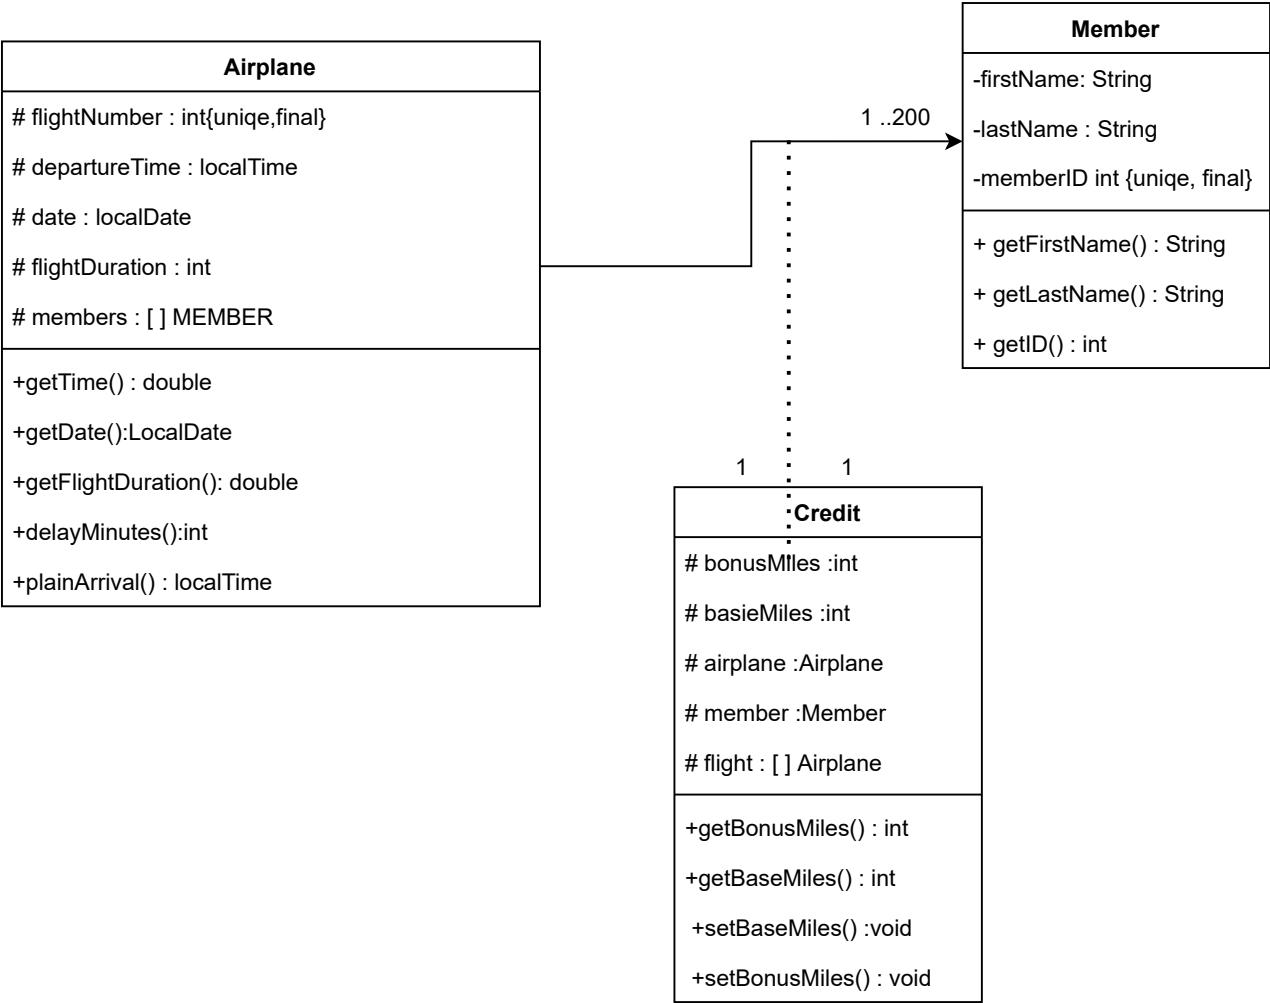 Airplane
# flightNumber : int{uniqe,final}
# departureTime : localTime
# date : localDate
# flightDuration : int
# members : [ ] MEMBER
+getTime() : double
+getDate():LocalDate
+getFlightDuration(): double
+delayMinutes():int
+plainArrival() : localTime
1 ..200
Member
-firstName: String
-lastName : String
-memberID int {uniqe, final}
+ getFirstName() : String
+ getLastName() : String
+ getID() : int
1
1
Credit
# bonusMiles :int
# basieMiles :int
# airplane :Airplane
# member :Member
# flight : [ ] Airplane
+getBonusMiles() : int
+getBaseMiles() : int
+setBaseMiles() :void
+setBonusMiles() : void